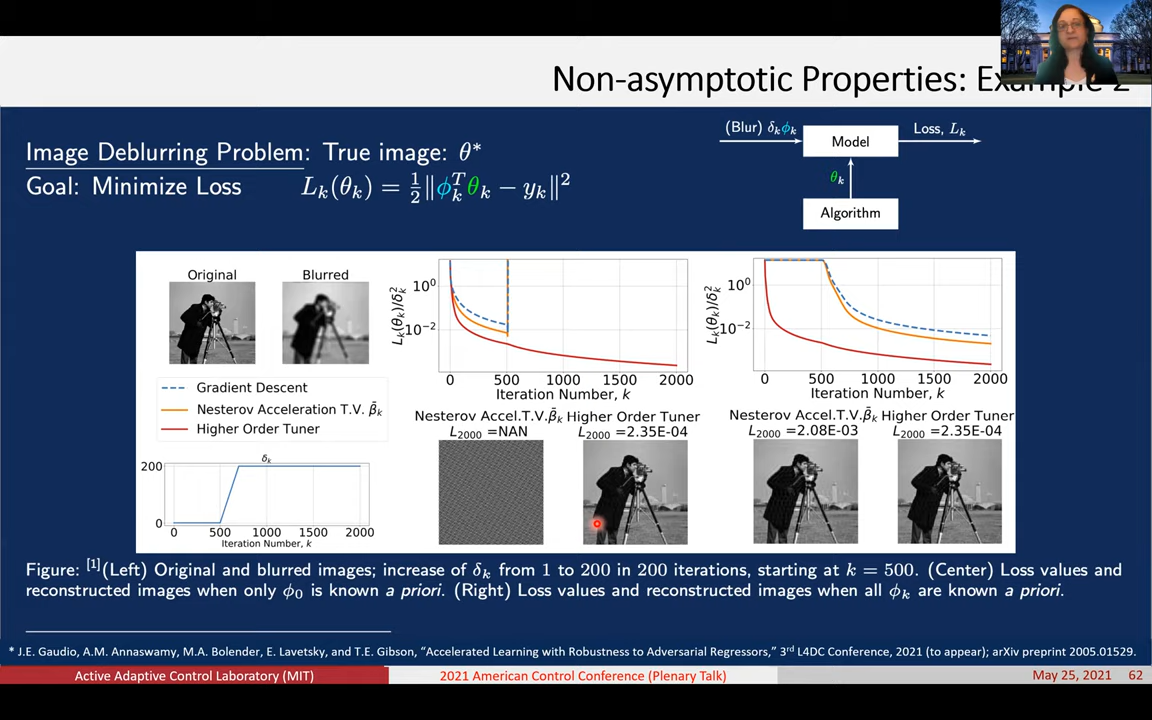 Non-asymptotic Properties: Example 2
Image Deblurring Problem: True image: θ*
Goal: Minimize Loss L_k(θ_k) = ½‖ϕ_k^T θ_k − y_k‖²
(Blur) δ_kϕ_k
Model
Loss, L_k
θ_k
Algorithm
Original
Blurred
Gradient Descent
Nesterov Acceleration T.V. β̄_k
Higher Order Tuner
δ_k
200
0
0 500 1000 1500 2000
Iteration Number, k
L_k(θ_k)/δ_k²
10⁰
10⁻²
0 500 1000 1500 2000
Iteration Number, k
Nesterov Accel.T.V.β̄_k Higher Order Tuner
L₂₀₀₀ =NAN L₂₀₀₀ =2.35E-04
L_k(θ_k)/δ_k²
10⁰
10⁻²
0 500 1000 1500 2000
Iteration Number, k
Nesterov Accel.T.V.β̄_k Higher Order Tuner
L₂₀₀₀ =2.08E-03 L₂₀₀₀ =2.35E-04
Figure: [1](Left) Original and blurred images; increase of δ_k from 1 to 200 in 200 iterations, starting at k = 500. (Center) Loss values and
reconstructed images when only ϕ₀ is known a priori. (Right) Loss values and reconstructed images when all ϕ_k are known a priori.
* J.E. Gaudio, A.M. Annaswamy, M.A. Bolender, E. Lavetsky, and T.E. Gibson, “Accelerated Learning with Robustness to Adversarial Regressors,” 3rd L4DC Conference, 2021 (to appear); arXiv preprint 2005.01529.
Active Adaptive Control Laboratory (MIT)
2021 American Control Conference (Plenary Talk)
May 25, 2021 62